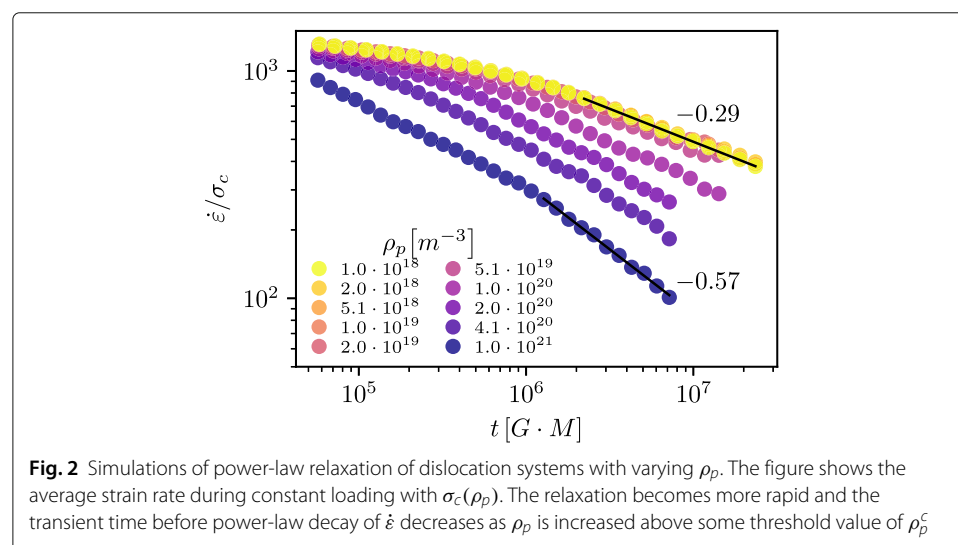 10³
10²
ε̇/σ_c
−0.29
−0.57
ρ_p[m⁻³]
1.0 · 10¹⁸ 5.1 · 10¹⁹
2.0 · 10¹⁸ 1.0 · 10²⁰
5.1 · 10¹⁸ 2.0 · 10²⁰
1.0 · 10¹⁹ 4.1 · 10²⁰
2.0 · 10¹⁹ 1.0 · 10²¹
10⁵ 10⁶ 10⁷
t [G · M]
Fig. 2 Simulations of power-law relaxation of dislocation systems with varying ρ_p. The figure shows the
average strain rate during constant loading with σ_c(ρ_p). The relaxation becomes more rapid and the
transient time before power-law decay of ε̇ decreases as ρ_p is increased above some threshold value of ρ_p^c